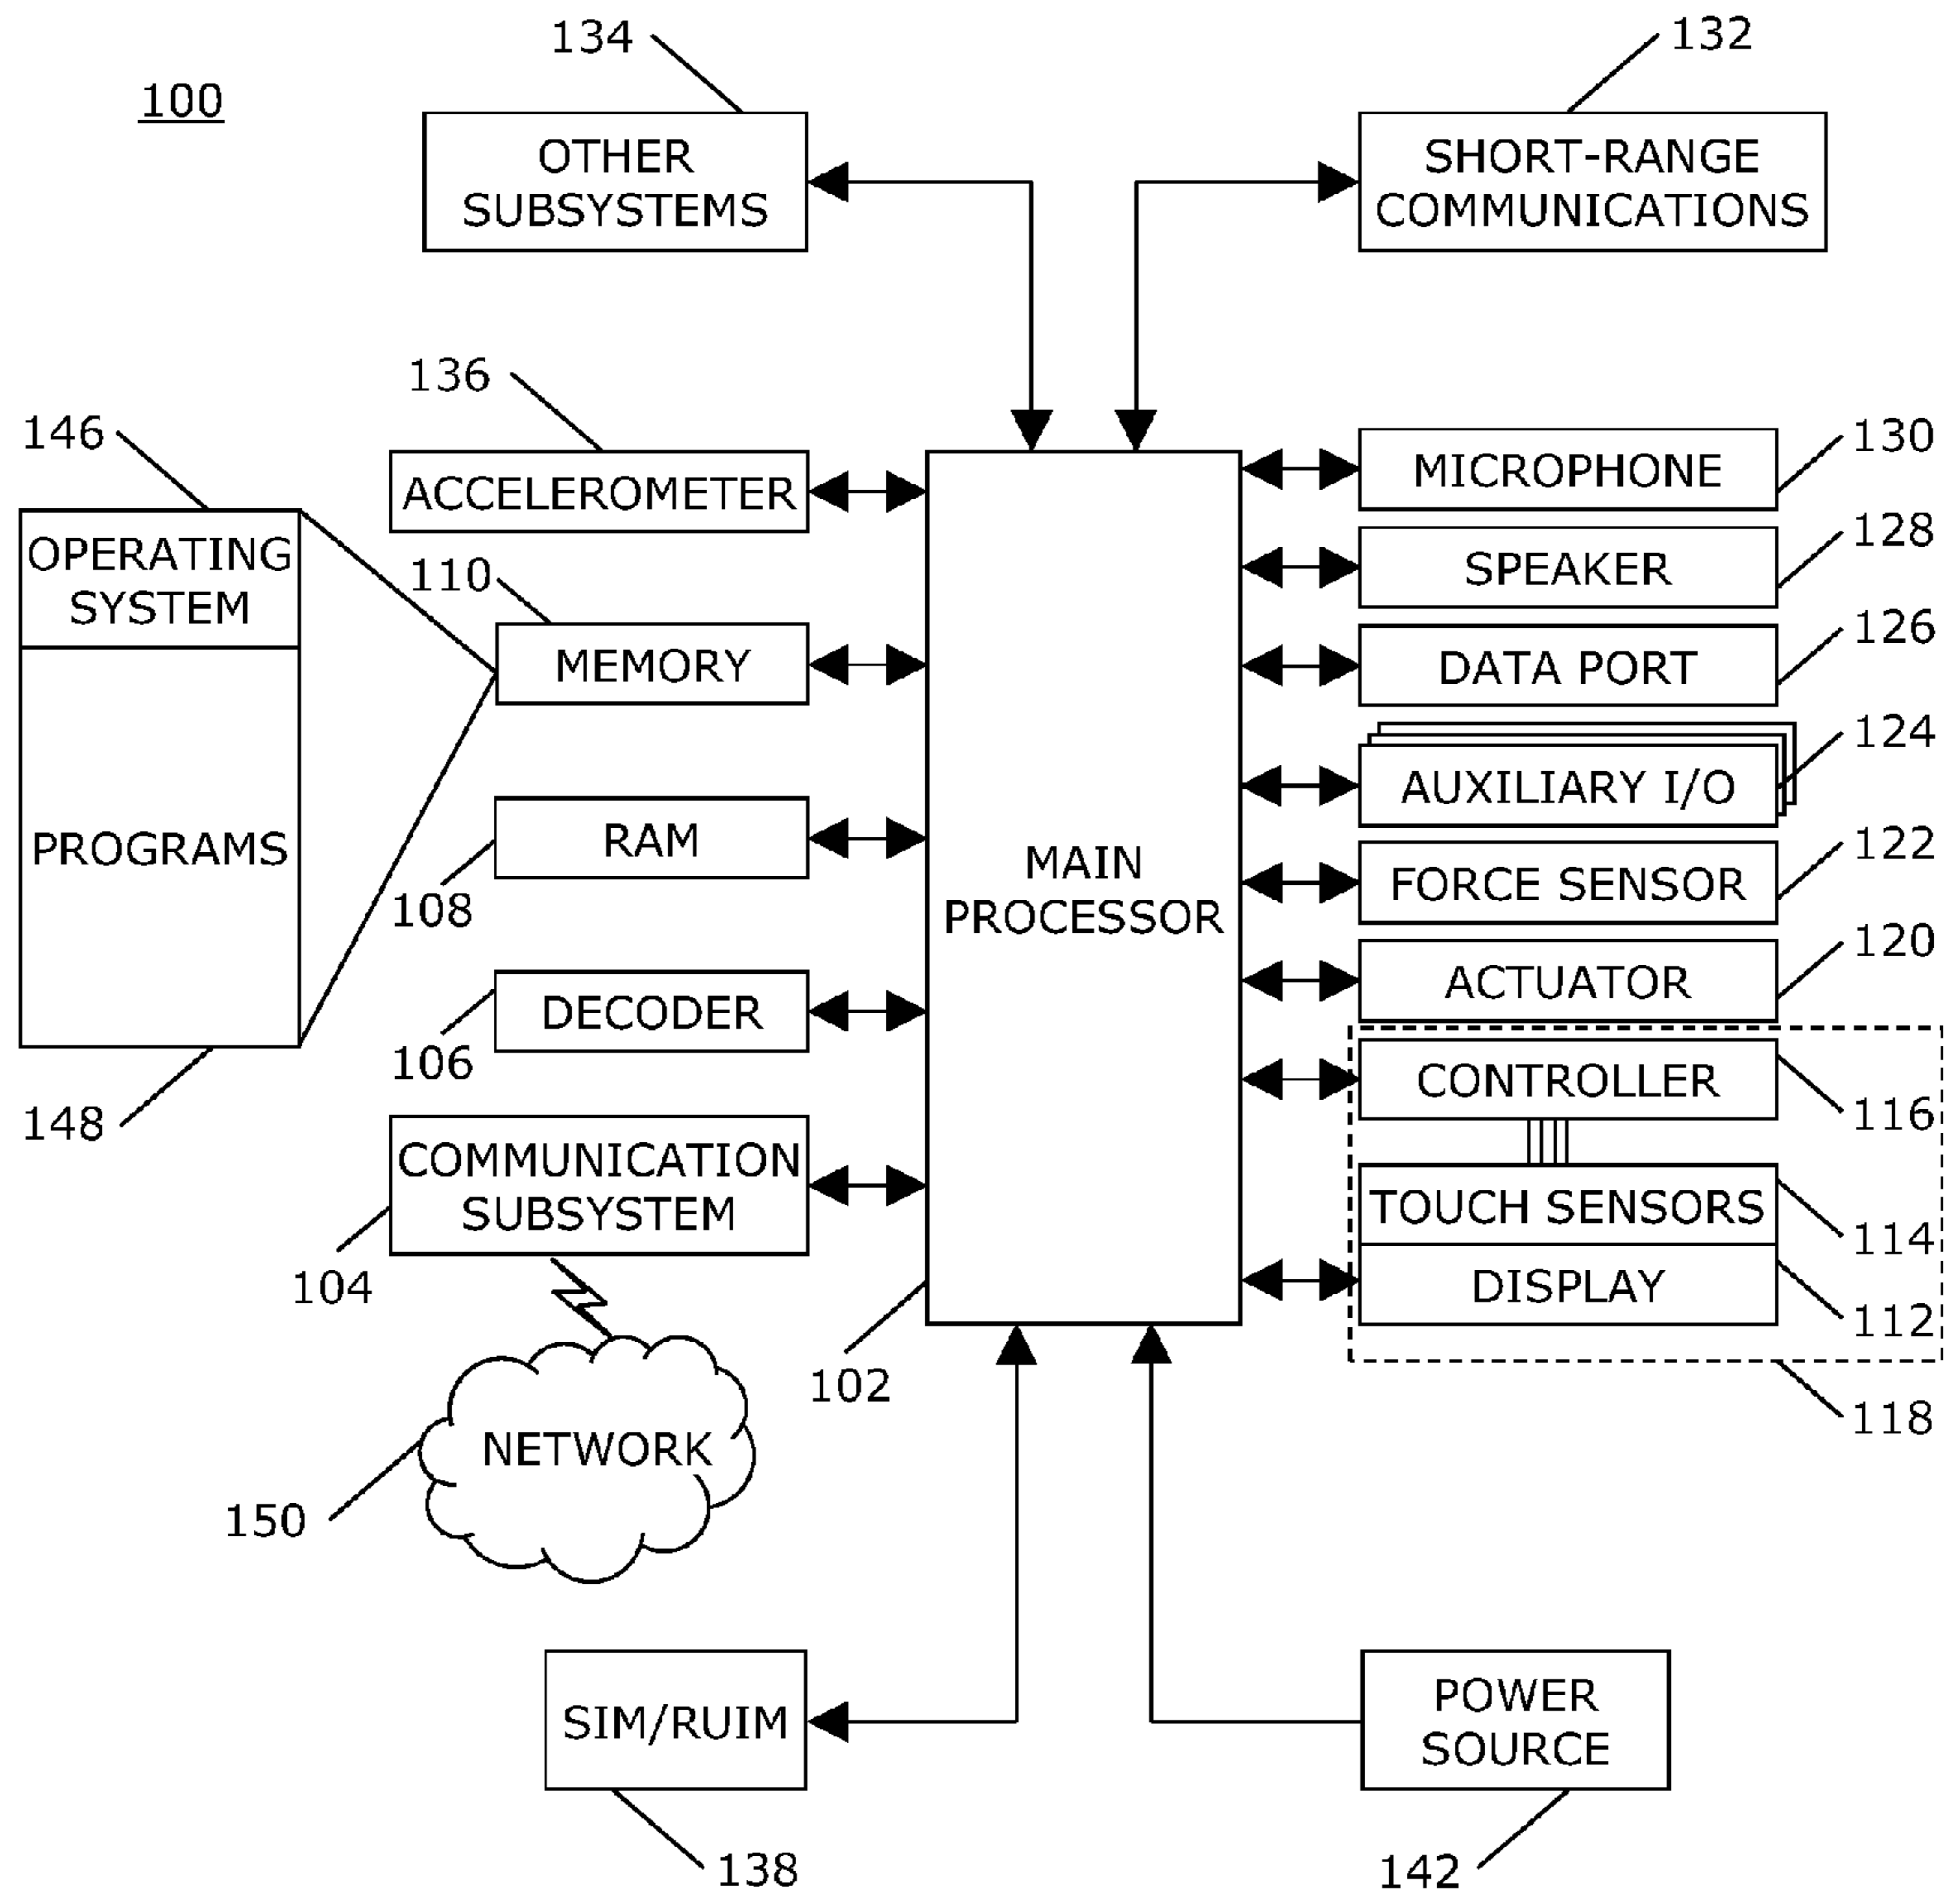 134
132
100
OTHER
SUBSYSTEMS
SHORT-RANGE
COMMUNICATIONS
136
146
130
ACCELEROMETER
MICROPHONE
OPERATING
SYSTEM
110
128
SPEAKER
MEMORY
126
DATA PORT
124
AUXILIARY I/O
PROGRAMS
RAM
108
MAIN
PROCESSOR
122
FORCE SENSOR
120
ACTUATOR
DECODER
106
CONTROLLER
116
148
COMMUNICATION
SUBSYSTEM
104
TOUCH SENSORS
114
DISPLAY
112
102
118
NETWORK
150
SIM/RUIM
POWER
SOURCE
138
142